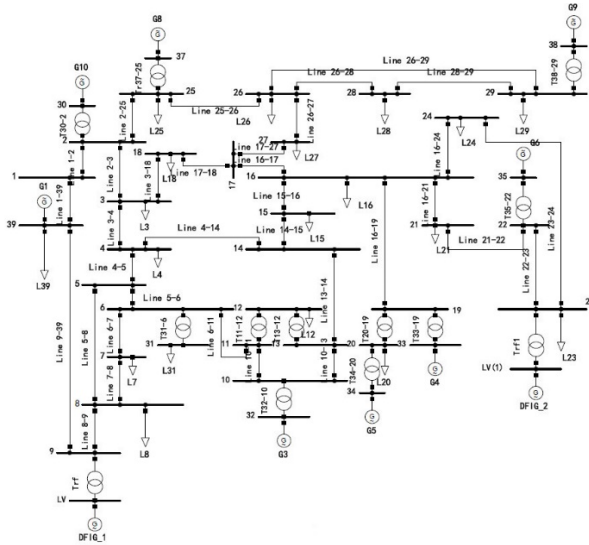 G8
G9
G10
37
Line 26-29
38
Tr37-25
Line 26-28
Line 28-29
T38-29
30
25
26
28
29
T30-2
Line 2-25
Line 25-26
L25
L26
Line 26-27
L28
L29
24
2
18
27
L24
G6
Line 1-2
Line 2-3
Line 3-18
L18
Line 17-18
Line 17-27
Line 16-17
L27
Line 16-24
1
17
16
35
G1
Line 1-39
3
Line 15-16
L16
Line 16-21
T35-22
Line 23-24
L3
15
39
Line 3-4
Line 14-15
L15
Line 16-19
21
22
L21
Line 21-22
Line 4-14
4
14
L39
Line 4-5
L4
Line 22-23
5
Line 13-14
Line 5-6
6
12
19
2
Line 9-39
Line 5-8
Line 6-7
T31-6
Line 6-11
T11-12
T13-12
L12
T20-19
T33-19
Trf1
L23
31
11
13
20
33
7
L31
L7
Line 10-11
Line 10-13
T34-20
L20
G4
LV(1)
Line 7-8
10
34
DFIG_2
8
T32-10
32
G5
Line 8-9
L8
G3
9
Trf
LV
DFIG_1